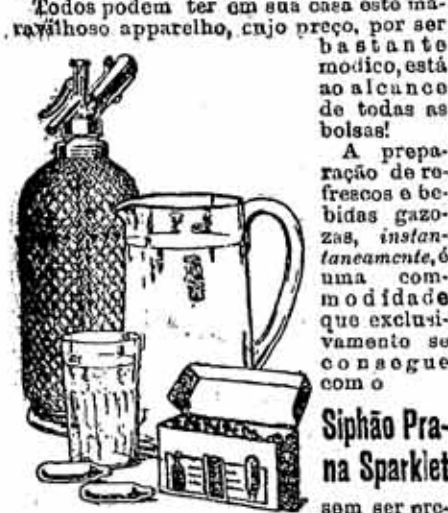 Todos podem ter em sua casa este ma-
ravilhoso apparelho, cujo preço, por ser
bastante
modico, está
ao alcance
de todas as
bolsas!
A prepa-
ração de re-
frescos e be-
bidas gazo-
zas, instan-
taneamente, é
uma com-
modidade
que exclusi-
vamente se
consegue
com o
Siphão Pra-
na Sparklet
sem ser pre-